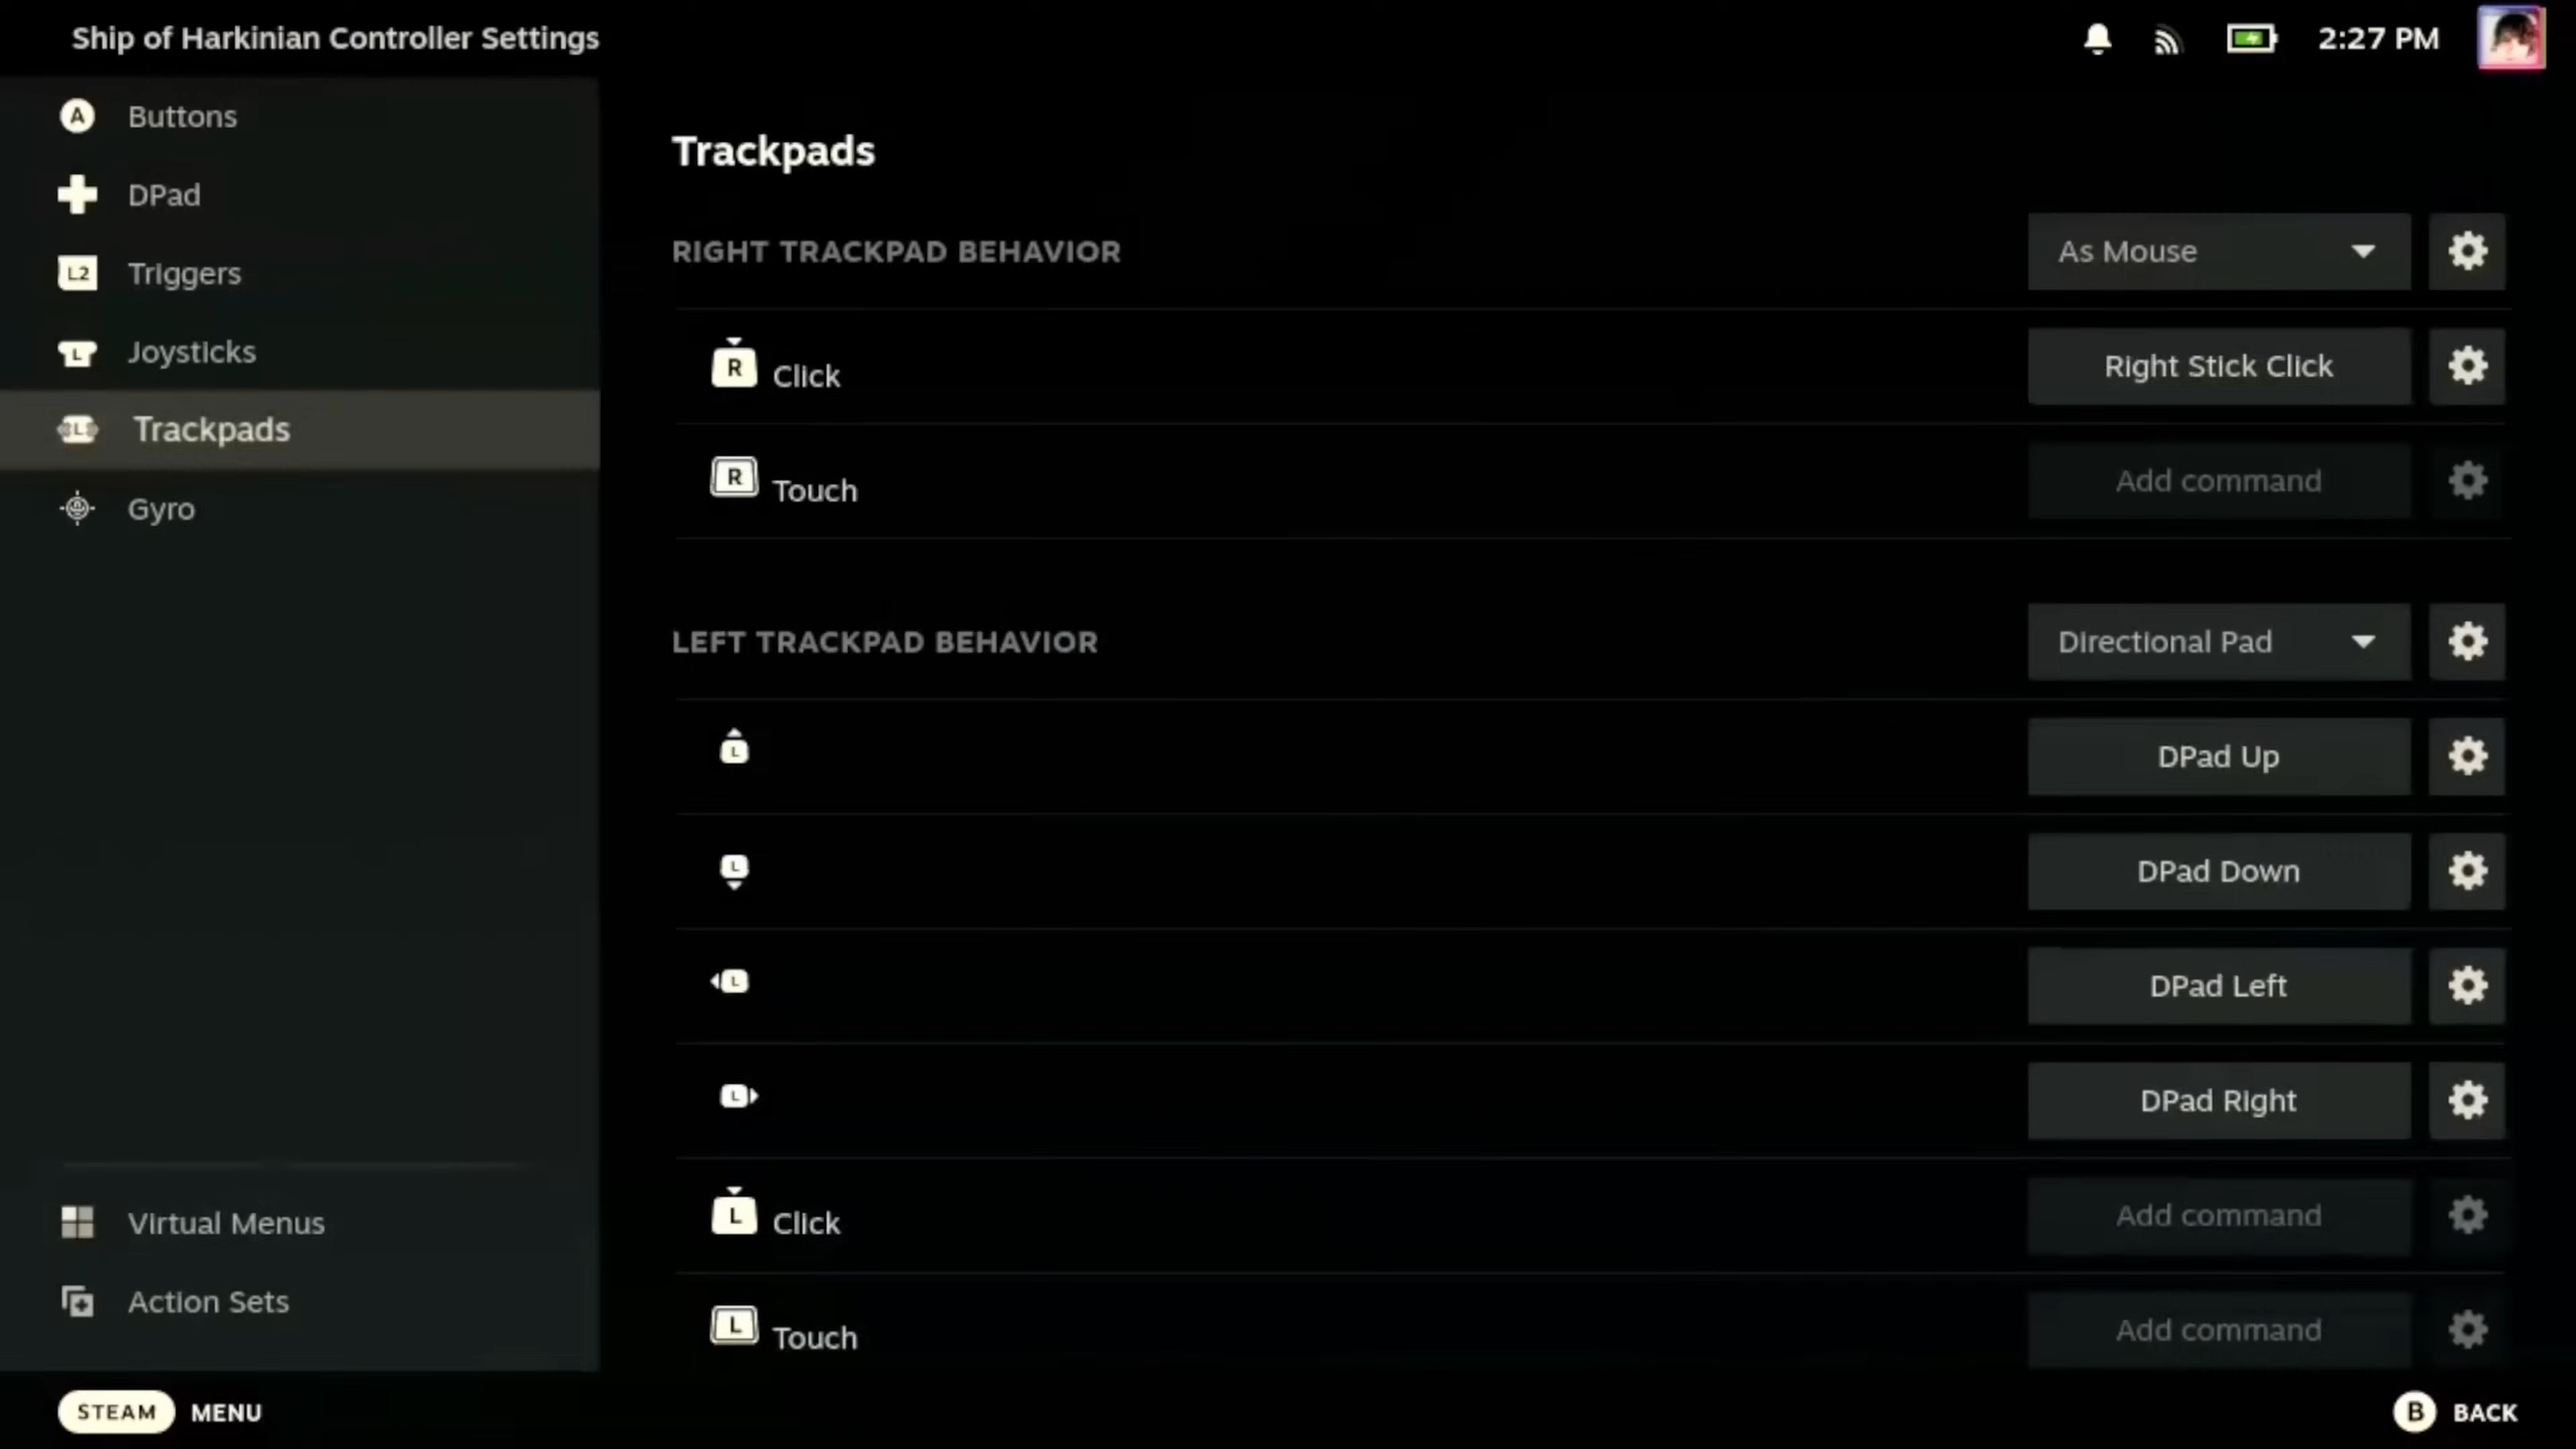 Ship of Harkinian Controller Settings
2:27 PM
A Buttons
DPad
L2 Triggers
L Joysticks
L Trackpads
Gyro
Virtual Menus
Action Sets
Trackpads
RIGHT TRACKPAD BEHAVIOR As Mouse
R Click Right Stick Click
R Touch Add command
LEFT TRACKPAD BEHAVIOR Directional Pad
L DPad Up
L DPad Down
L DPad Left
L DPad Right
L Click Add command
L Touch Add command
STEAM MENU
B BACK